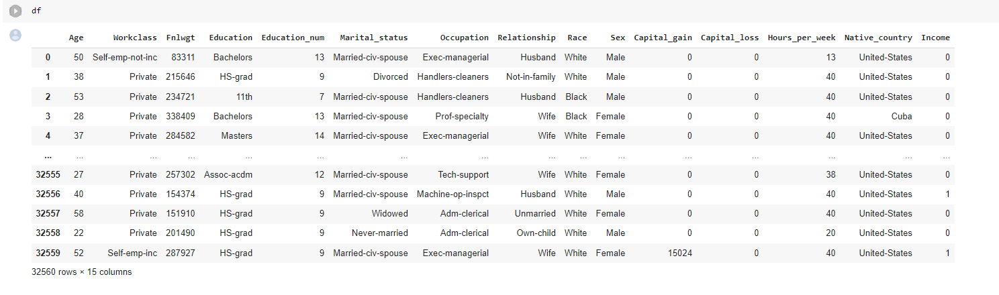 df
Age Workclass Fnlwgt Education Education_num Marital_status Occupation Relationship Race Sex Capital_gain Capital_loss Hours_per_week Native_country Income
0 50 Self-emp-not-inc 83311 Bachelors 13 Married-civ-spouse Exec-managerial Husband White Male 0 0 13 United-States 0
1 38 Private 215646 HS-grad 9 Divorced Handlers-cleaners Not-in-family White Male 0 0 40 United-States 0
2 53 Private 234721 11th 7 Married-civ-spouse Handlers-cleaners Husband Black Male 0 0 40 United-States 0
3 28 Private 338409 Bachelors 13 Married-civ-spouse Prof-specialty Wife Black Female 0 0 40 Cuba 0
4 37 Private 284582 Masters 14 Married-civ-spouse Exec-managerial Wife White Female 0 0 40 United-States 0
... ... ... ... ... ... ... ... ... ... ... ... ... ... ... ...
32555 27 Private 257302 Assoc-acdm 12 Married-civ-spouse Tech-support Wife White Female 0 0 38 United-States 0
32556 40 Private 154374 HS-grad 9 Married-civ-spouse Machine-op-inspct Husband White Male 0 0 40 United-States 1
32557 58 Private 151910 HS-grad 9 Widowed Adm-clerical Unmarried White Female 0 0 40 United-States 0
32558 22 Private 201490 HS-grad 9 Never-married Adm-clerical Own-child White Male 0 0 20 United-States 0
32559 52 Self-emp-inc 287927 HS-grad 9 Married-civ-spouse Exec-managerial Wife White Female 15024 0 40 United-States 1
32560 rows × 15 columns